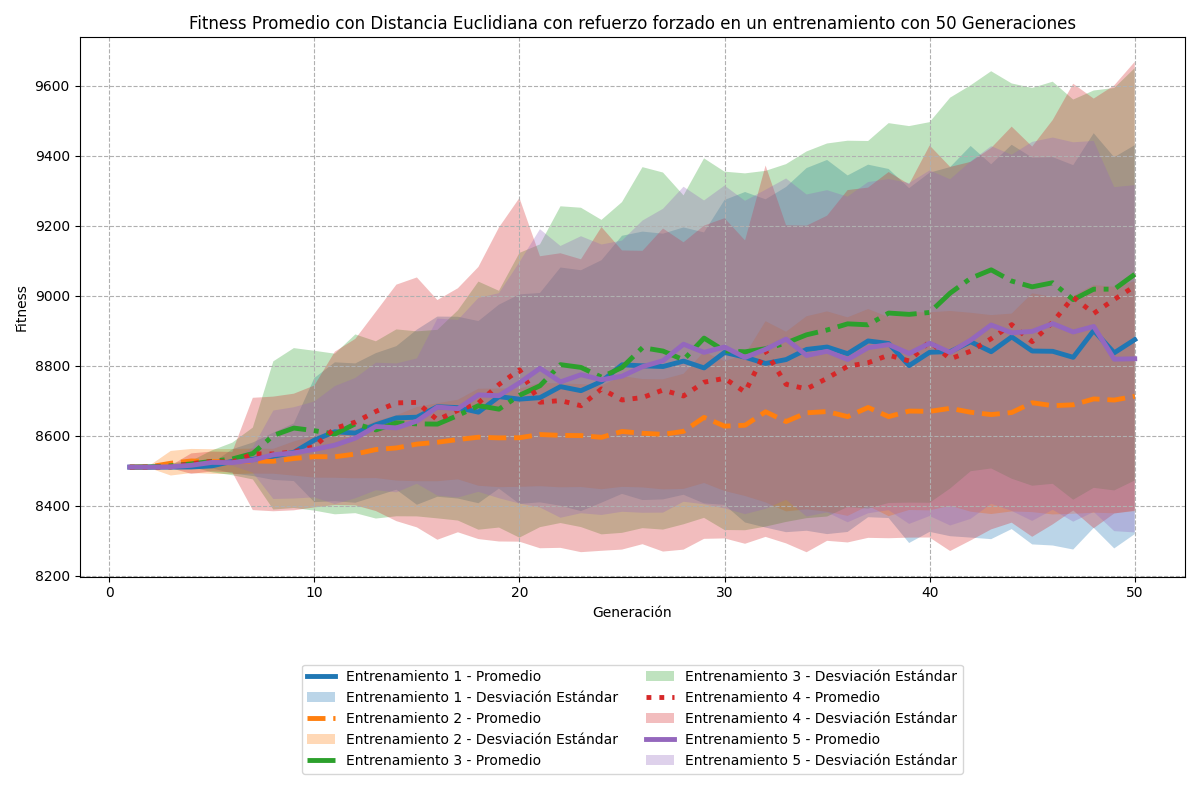 Fitness Promedio con Distancia Euclidiana con refuerzo forzado en un entrenamiento con 50 Generaciones
Fitness
9600
9400
9200
9000
8800
8600
8400
8200
0 10 20 30 40 50
Generación
Entrenamiento 1 - Promedio
Entrenamiento 1 - Desviación Estándar
Entrenamiento 2 - Promedio
Entrenamiento 2 - Desviación Estándar
Entrenamiento 3 - Promedio
Entrenamiento 3 - Desviación Estándar
Entrenamiento 4 - Promedio
Entrenamiento 4 - Desviación Estándar
Entrenamiento 5 - Promedio
Entrenamiento 5 - Desviación Estándar